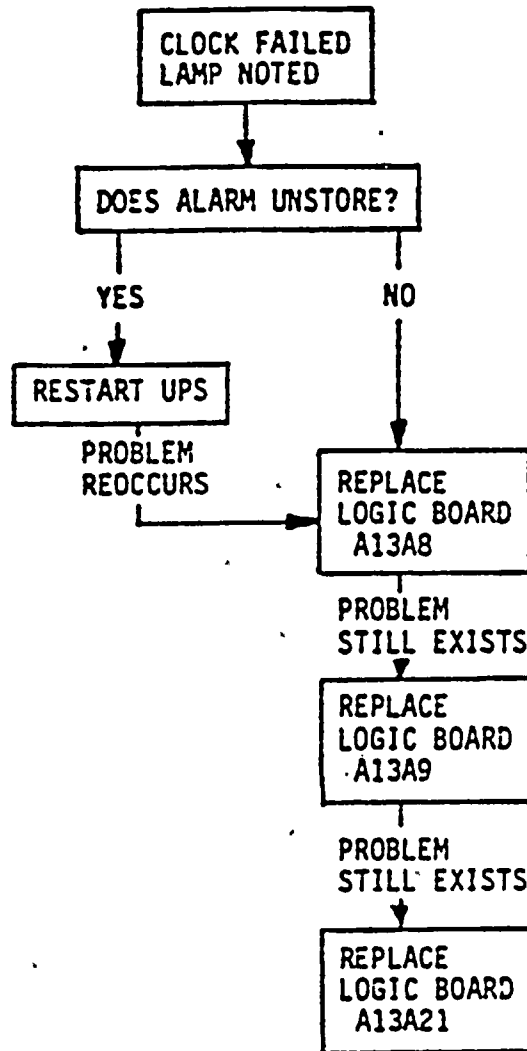 CLOCK FAILED
LAMP NOTED
DOES ALARM UNSTORE?
YES
NO
RESTART UPS
PROBLEM
REOCCURS
REPLACE
LOGIC BOARD
A13A8
PROBLEM
STILL EXISTS
REPLACE
LOGIC BOARD
A13A9
PROBLEM
STILL EXISTS
REPLACE
LOGIC BOARD
A13A21